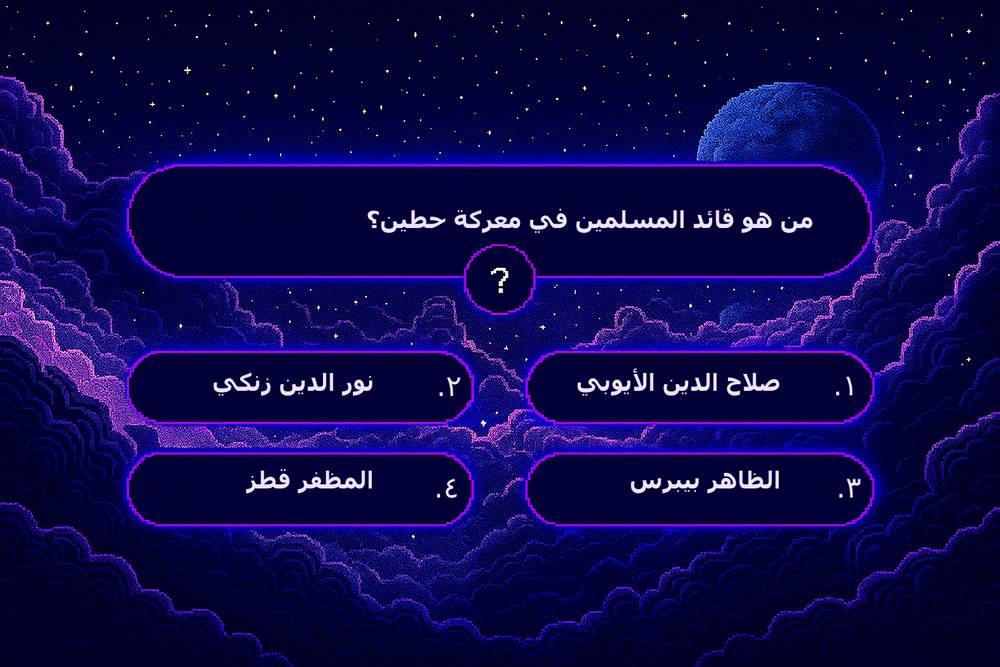 من هو قائد المسلمين في معركة حطين؟
?
١. صلاح الدين الأيوبي
٢. نور الدين زنكي
٣. الظاهر بيبرس
٤. المظفر قطز